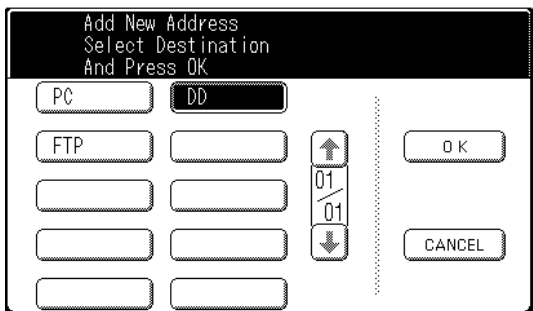 Add New Address
Select Destination
And Press OK
PC
DD
FTP
OK
01
01
CANCEL